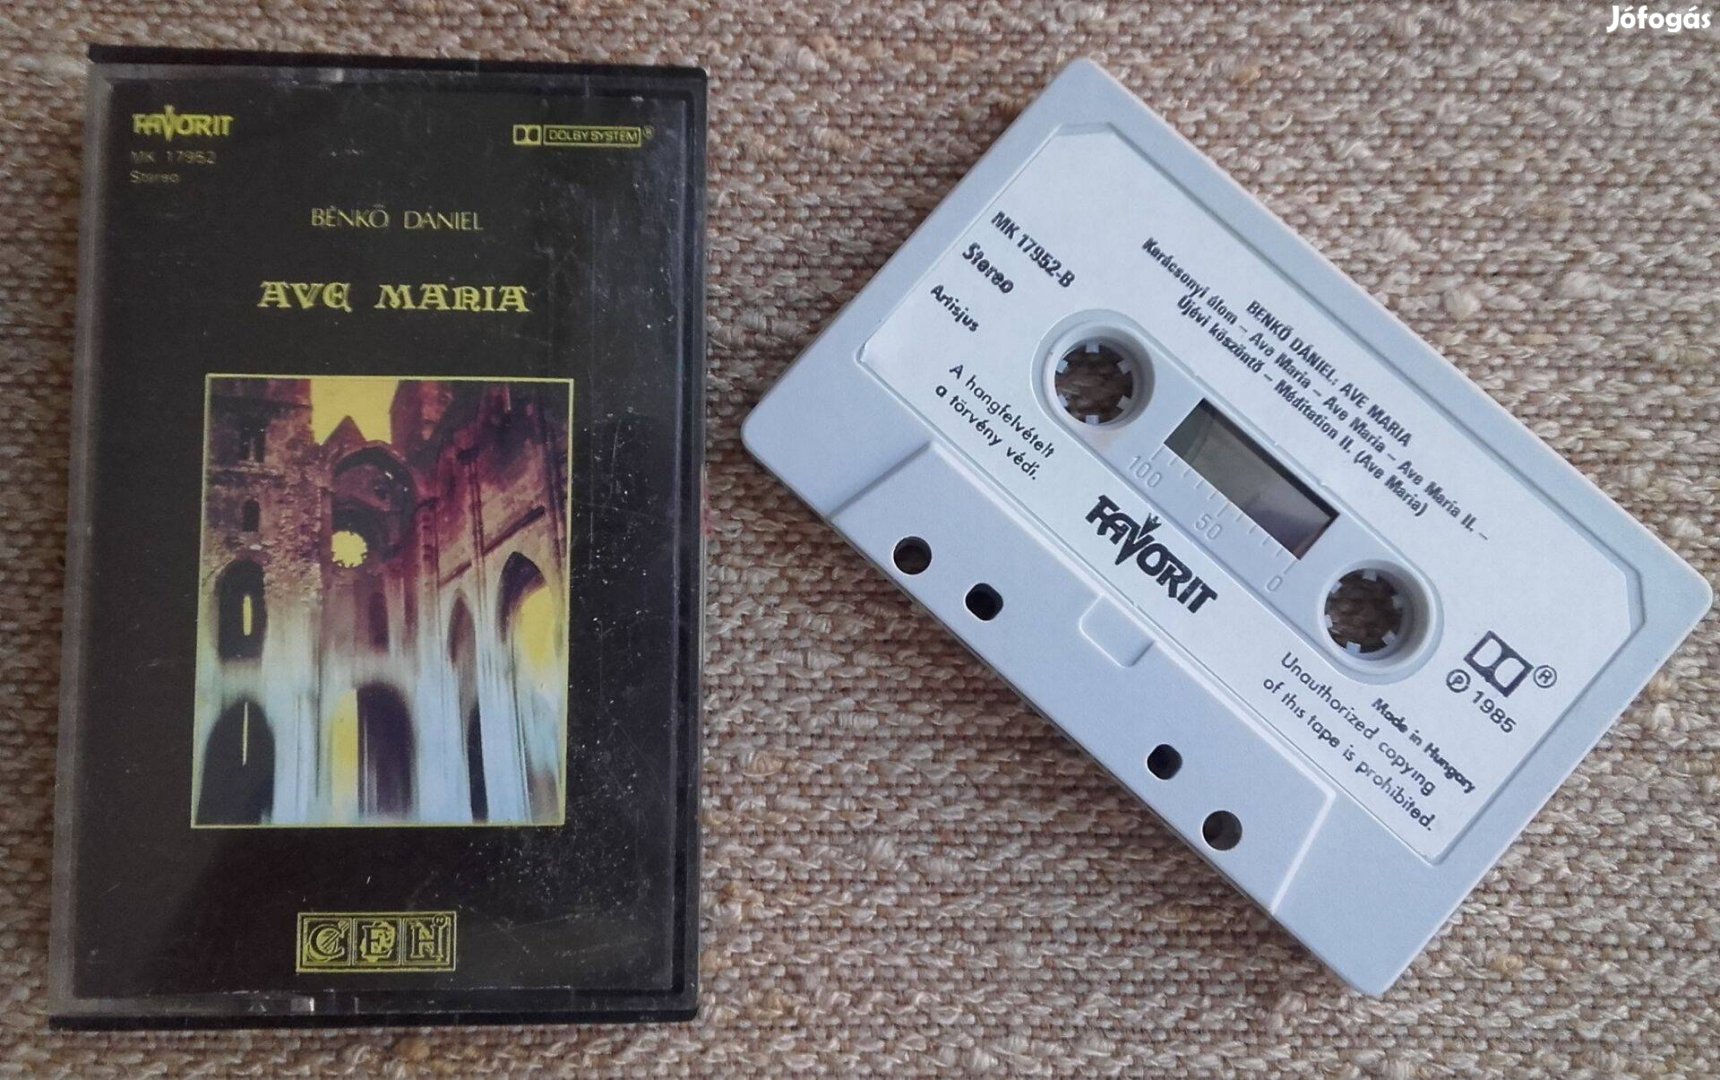 Jófogás
FAVORIT
MK 17952
Stereo
DOLBY SYSTEM®
BENKŐ DÁNIEL
AVE MARIA
CEH
MK 17952-B
Stereo
Artisjus
BENKŐ DÁNIEL: AVE MARIA
Karácsonyi álom – Ave Maria – Ave Maria – Ave Maria II. –
Újévi köszöntő – Méditation II. (Ave Maria)
A hangfelvételt
a törvény védi.
100 50 0
FAVORIT
®
℗ 1985
Made in Hungary
Unauthorized copying
of this tape is prohibited.